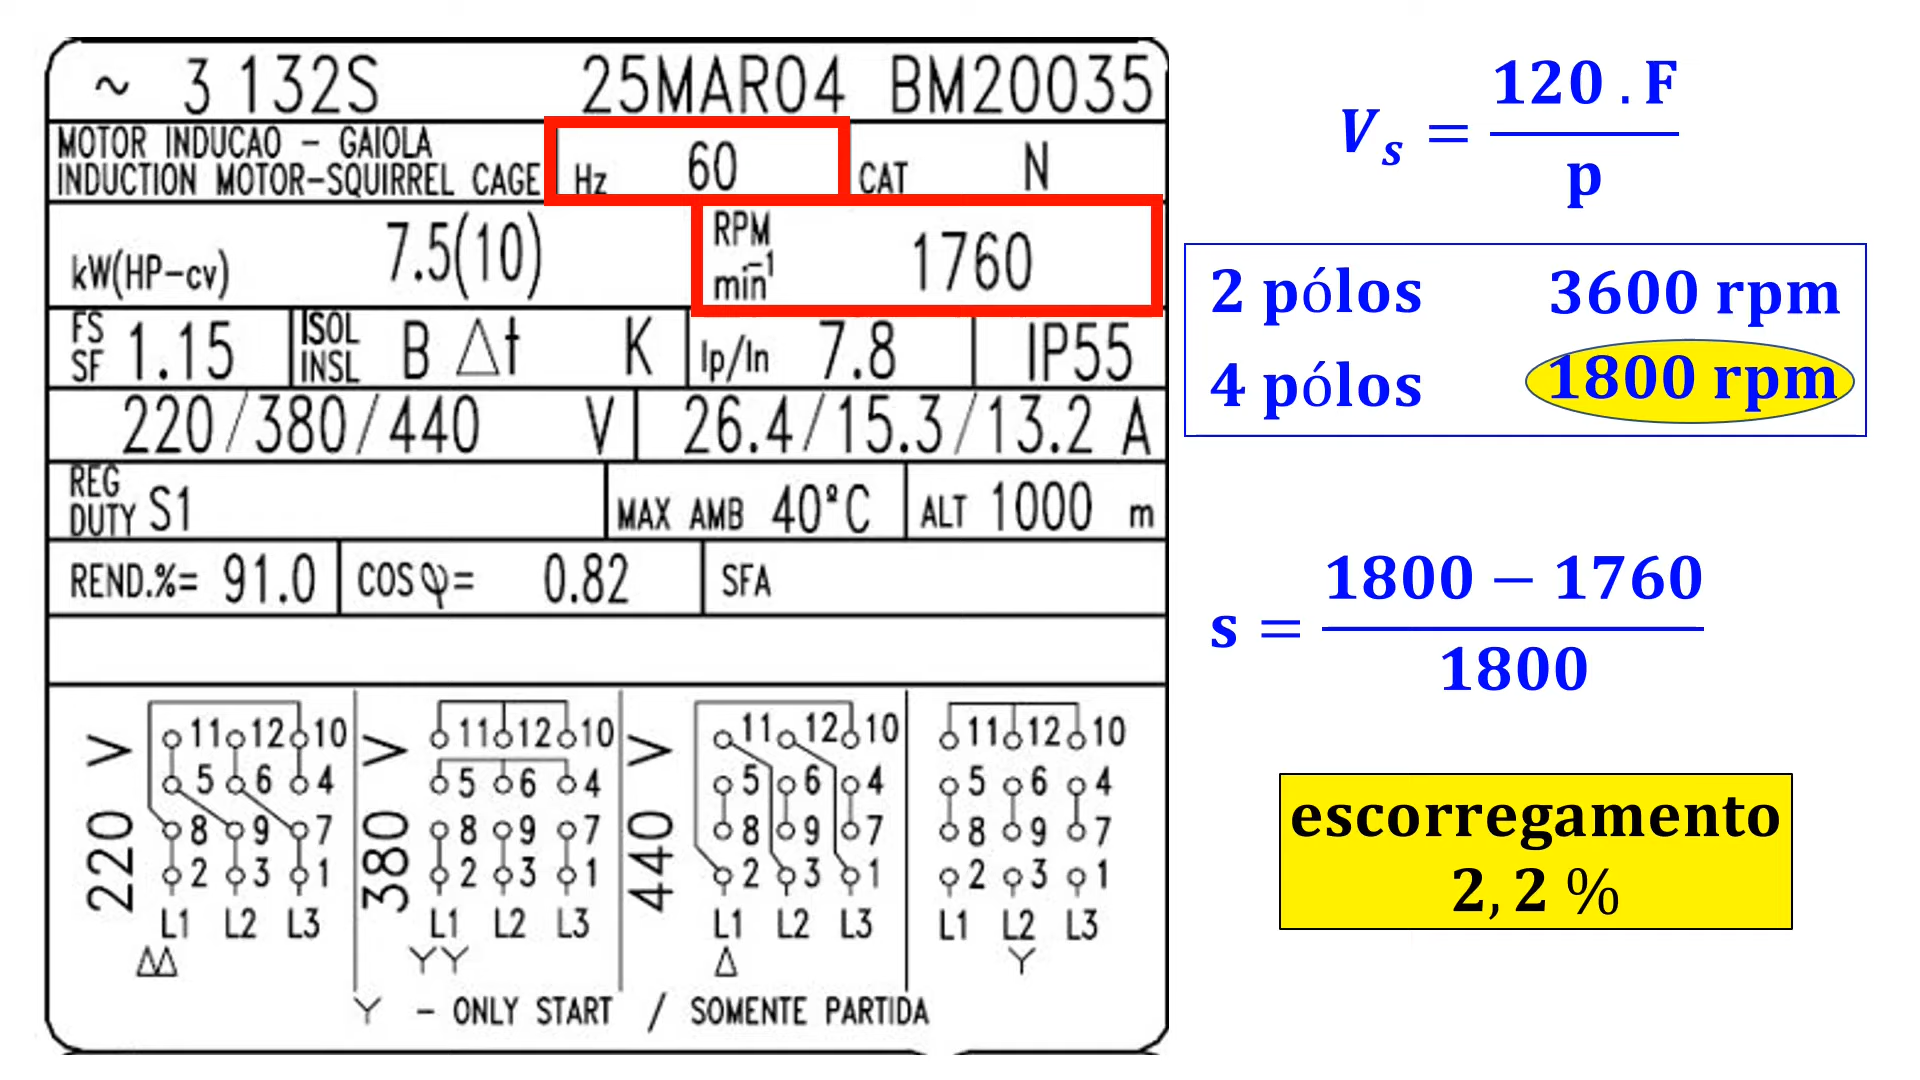 ~ 3 132S 25MAR04 BM20035
MOTOR INDUCAO - GAIOLA
INDUCTION MOTOR-SQUIRREL CAGE Hz 60 CAT N
kW(HP-cv) 7.5(10) RPM min⁻¹ 1760
FS SF 1.15 ISOL INSL B Δt K Ip/In 7.8 IP55
220/380/440 V 26.4/15.3/13.2 A
REG DUTY S1 MAX AMB 40°C ALT 1000 m
REND.%= 91.0 COS φ= 0.82 SFA
220 V
11 12 10
5 6 4
8 9 7
2 3 1
L1 L2 L3
ΔΔ
380 V
11 12 10
5 6 4
8 9 7
2 3 1
L1 L2 L3
YY
440 V
11 12 10
5 6 4
8 9 7
2 3 1
L1 L2 L3
Δ
11 12 10
5 6 4
8 9 7
2 3 1
L1 L2 L3
Y
Y - ONLY START / SOMENTE PARTIDA
Vs = 120 . F / p
2 pólos 3600 rpm
4 pólos 1800 rpm
s = 1800 − 1760 / 1800
escorregamento
2,2 %